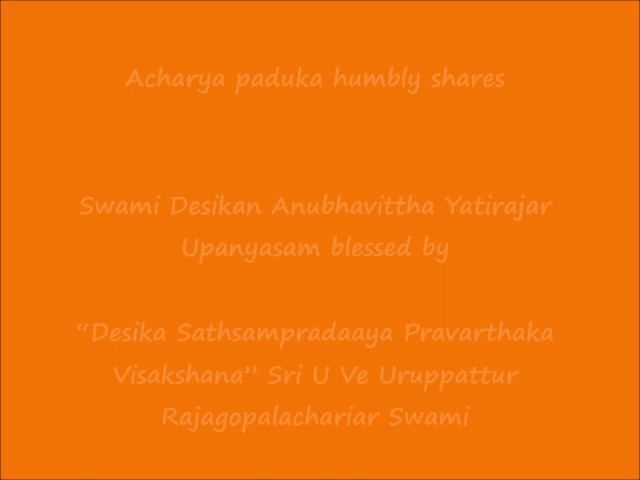 Acharya paduka humbly shares
Swami Desikan Anubhavittha Yatirajar
Upanyasam blessed by
“Desika Sathsampradaaya Pravarthaka
Visakshana” Sri U Ve Uruppattur
Rajagopalachariar Swami